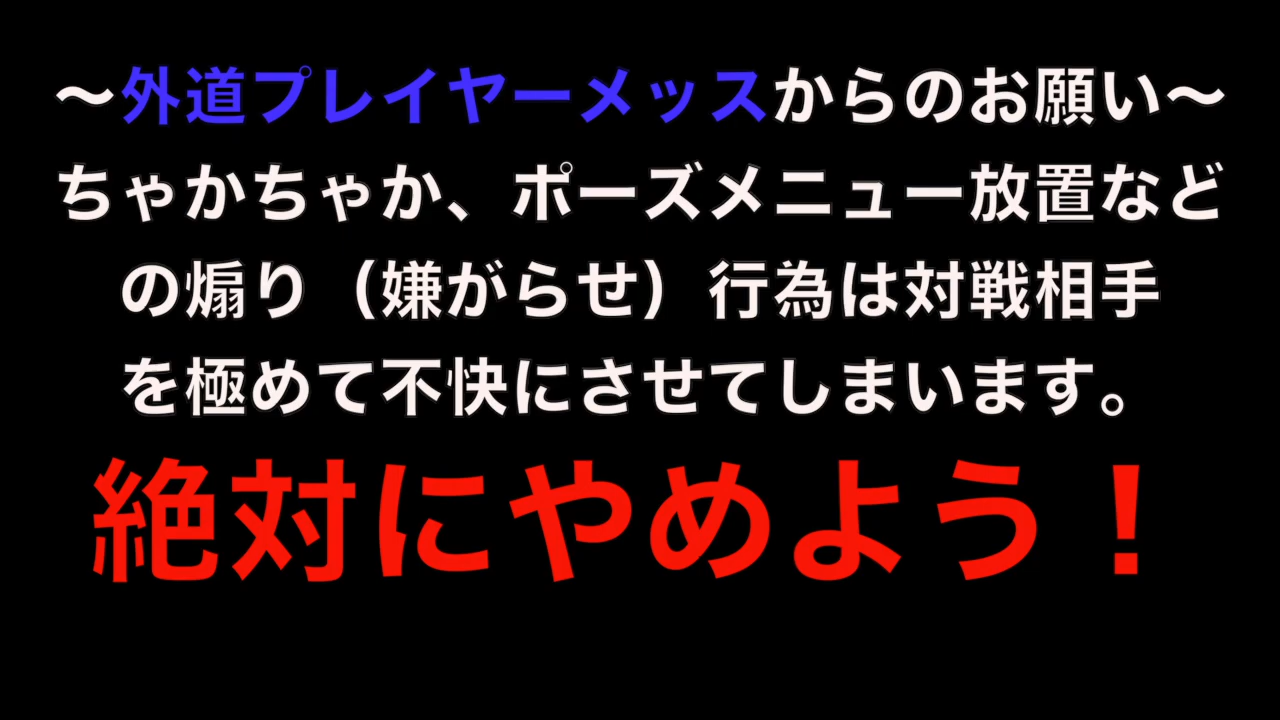 〜外道プレイヤーメッスからのお願い〜
ちゃかちゃか、ポーズメニュー放置など
の煽り（嫌がらせ）行為は対戦相手
を極めて不快にさせてしまいます。
絶対にやめよう！